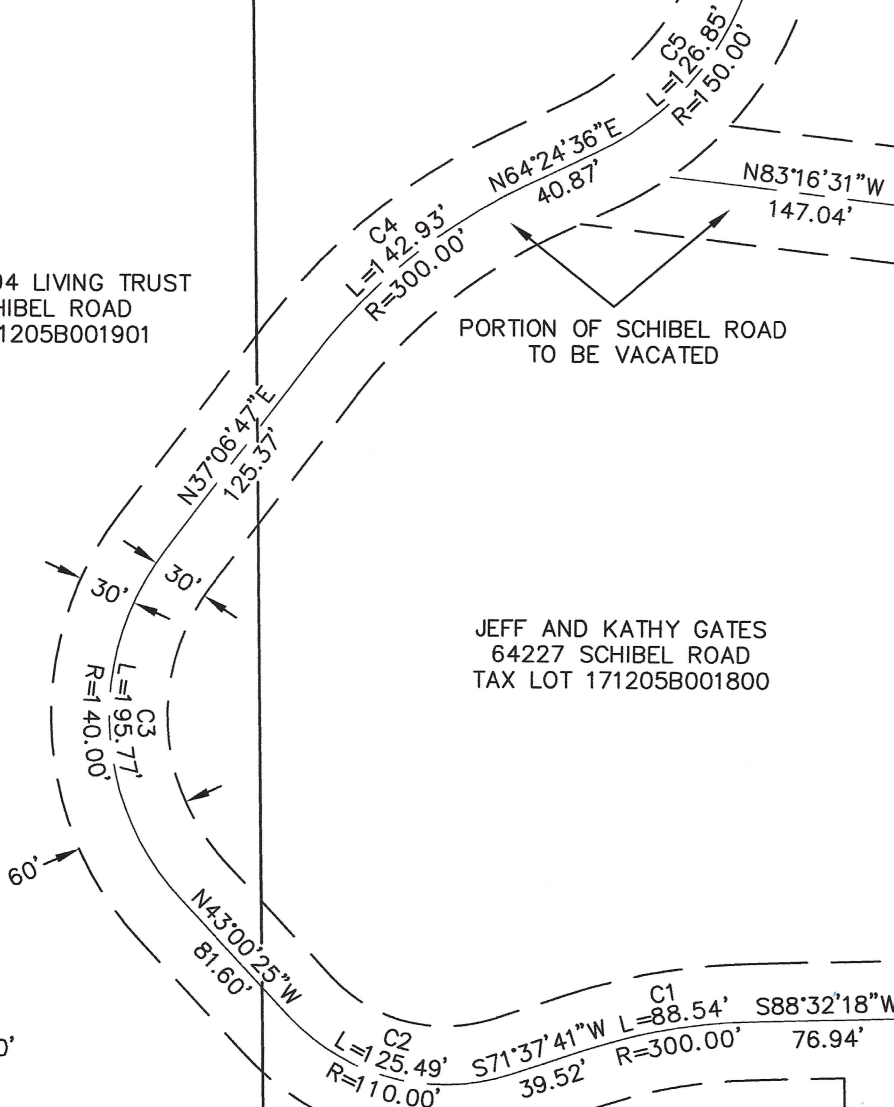 C5
L=126.85'
R=150.00'
N64°24'36"E
40.87'
N83°16'31"W
147.04'
C4
L=142.93'
R=300.00'
04 LIVING TRUST
HIBEL ROAD
1205B001901
PORTION OF SCHIBEL ROAD
TO BE VACATED
N37°06'47"E
125.37'
30'
30'
JEFF AND KATHY GATES
64227 SCHIBEL ROAD
TAX LOT 171205B001800
C3
L=195.77'
R=140.00'
60'
N43°00'25"W
81.60'
C2
L=125.49'
R=110.00'
S71°37'41"W
39.52'
C1
L=88.54'
R=300.00'
S88°32'18"W
76.94'
0'